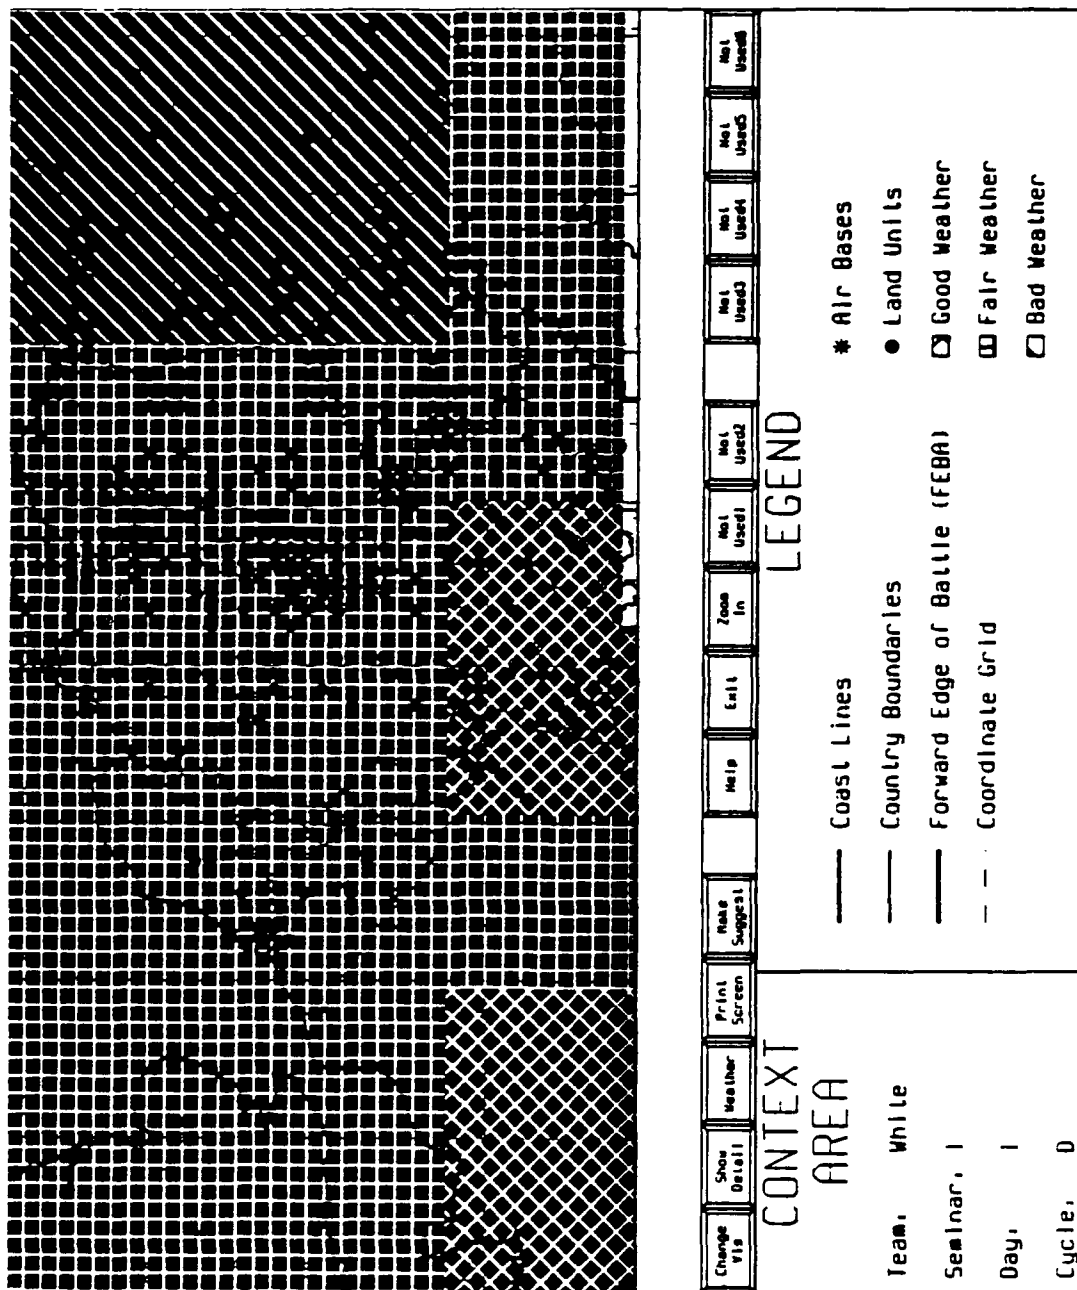 Change
Vis
Show
Detail
Weather
Print
Screen
Make
Suggest
Help
Exit
Zoom
In
Not
Used1
Not
Used2
Not
Used3
Not
Used4
Not
Used5
Not
Used6
CONTEXT
AREA
Team: White
Seminar: 1
Day: 1
Cycle: D
LEGEND
Coast Lines
Country Boundaries
Forward Edge of Battle (FEBA)
Coordinate Grid
Air Bases
Land Units
Good Weather
Fair Weather
Bad Weather